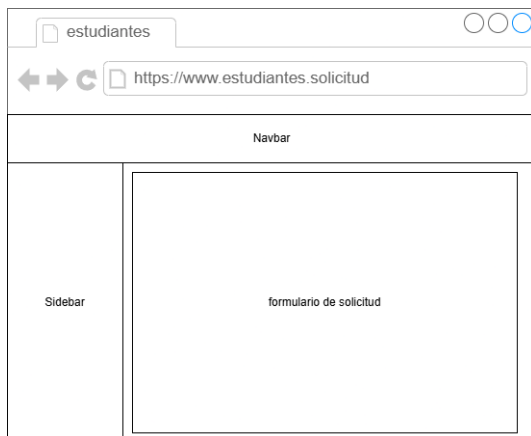 estudiantes
https://www.estudiantes.solicitud
Navbar
Sidebar
formulario de solicitud